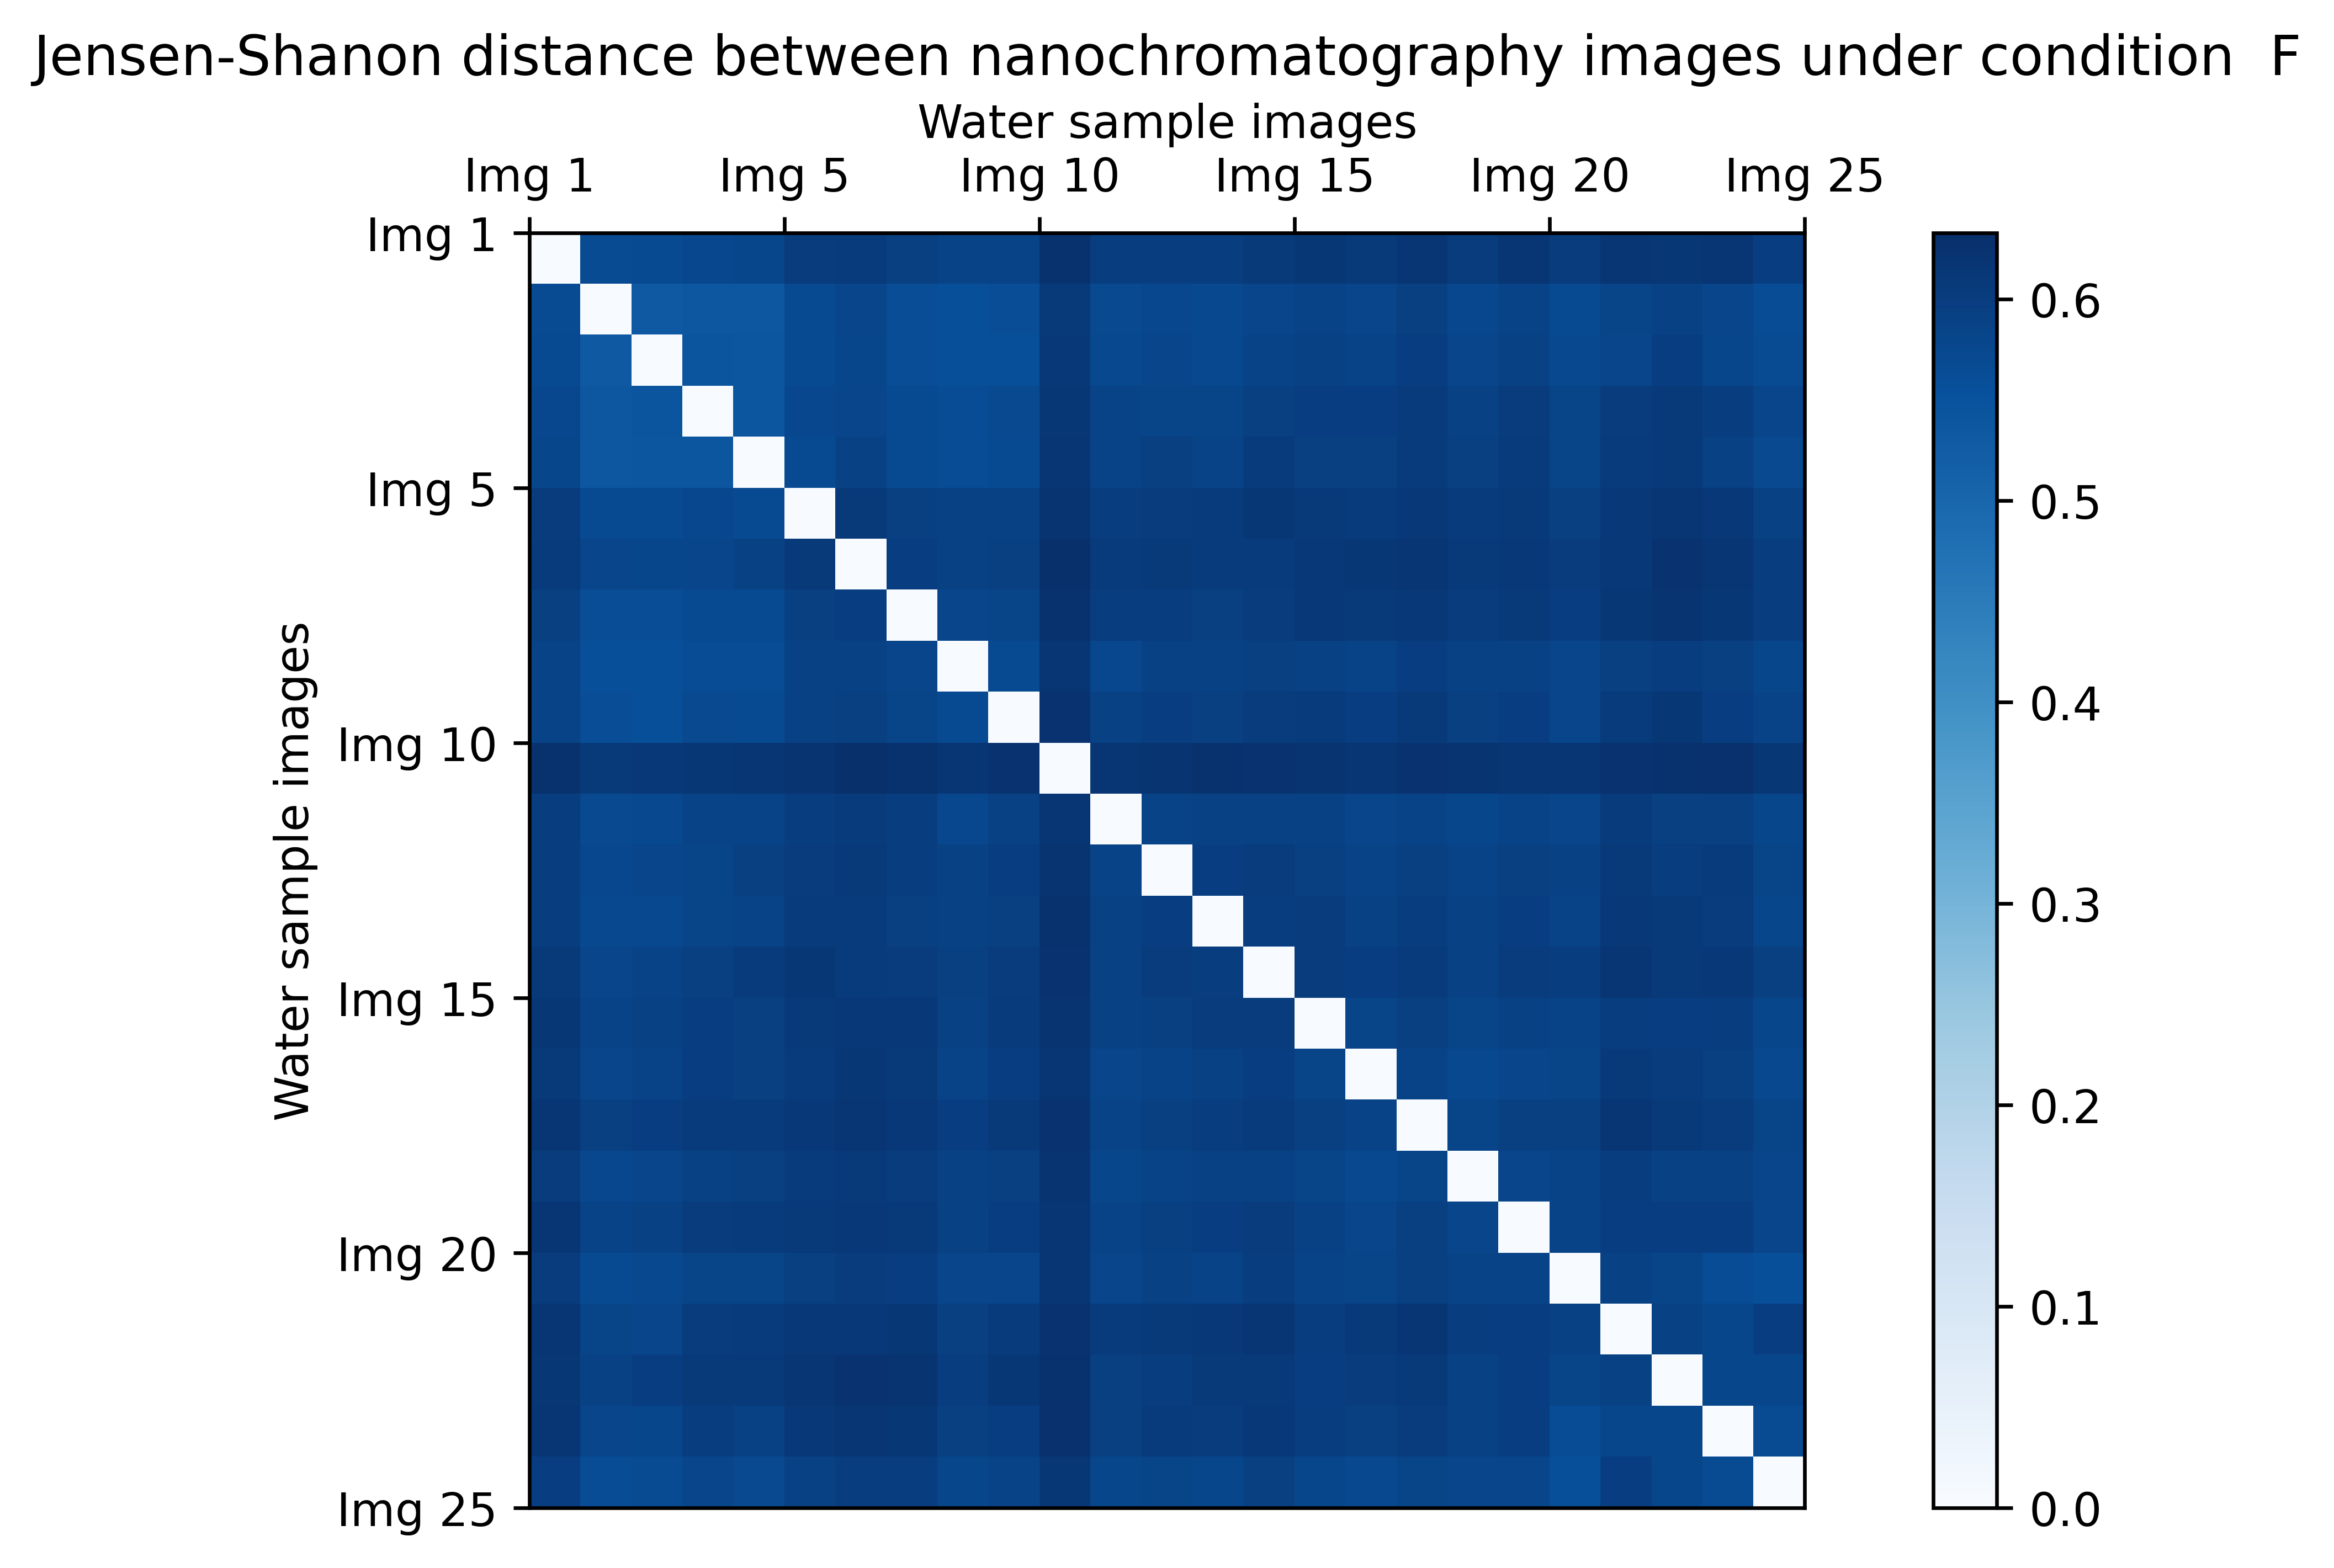 Jensen-Shanon distance between nanochromatography images under condition  F
Water sample images
Img 1 Img 5 Img 10 Img 15 Img 20 Img 25
Img 1
Img 5
Img 10
Img 15
Img 20
Img 25
Water sample images
0.6
0.5
0.4
0.3
0.2
0.1
0.0